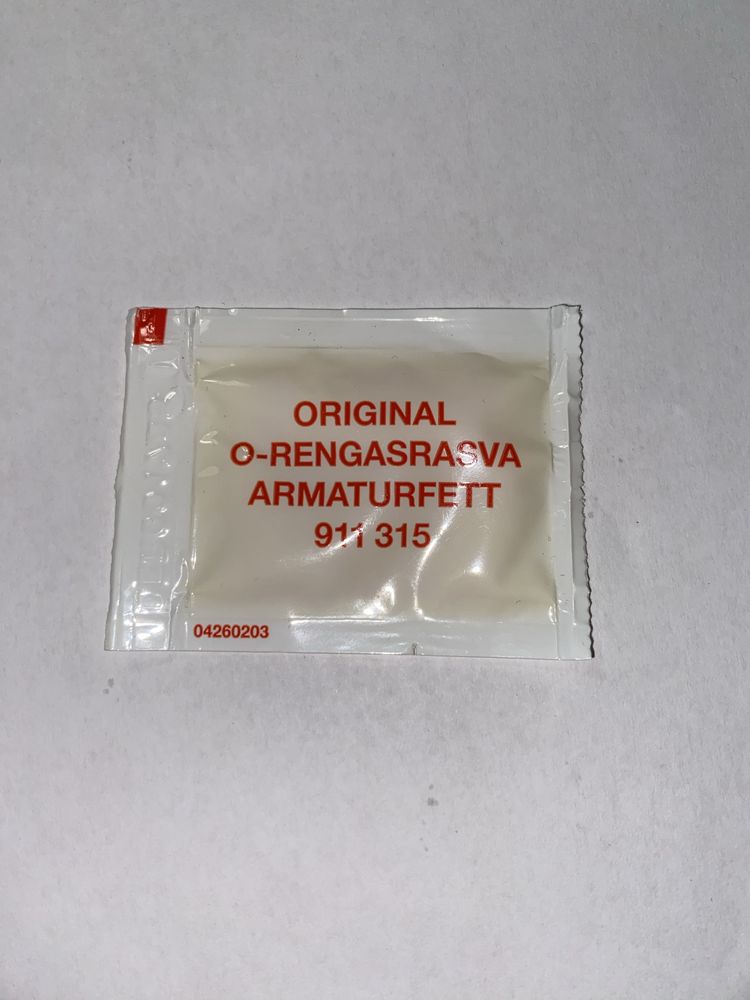 ORIGINAL
O-RENGASRASVA
ARMATURFETT
911 315
04260203